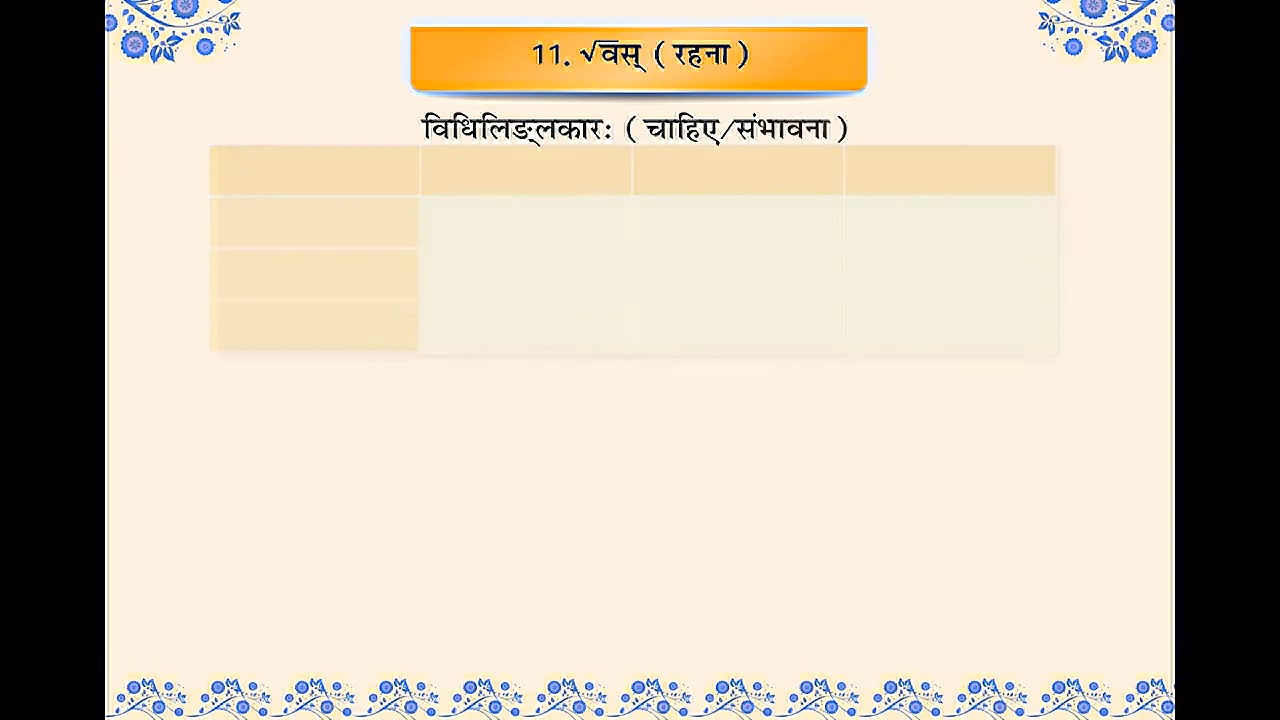 11. √वस् ( रहना )
विधिलिङ्लकारः ( चाहिए/संभावना )